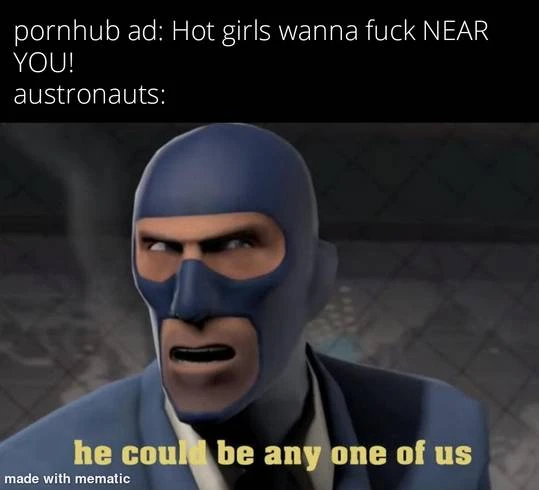 pornhub ad: Hot girls wanna fuck NEAR
YOU!
austronauts:
he could be any one of us
made with mematic